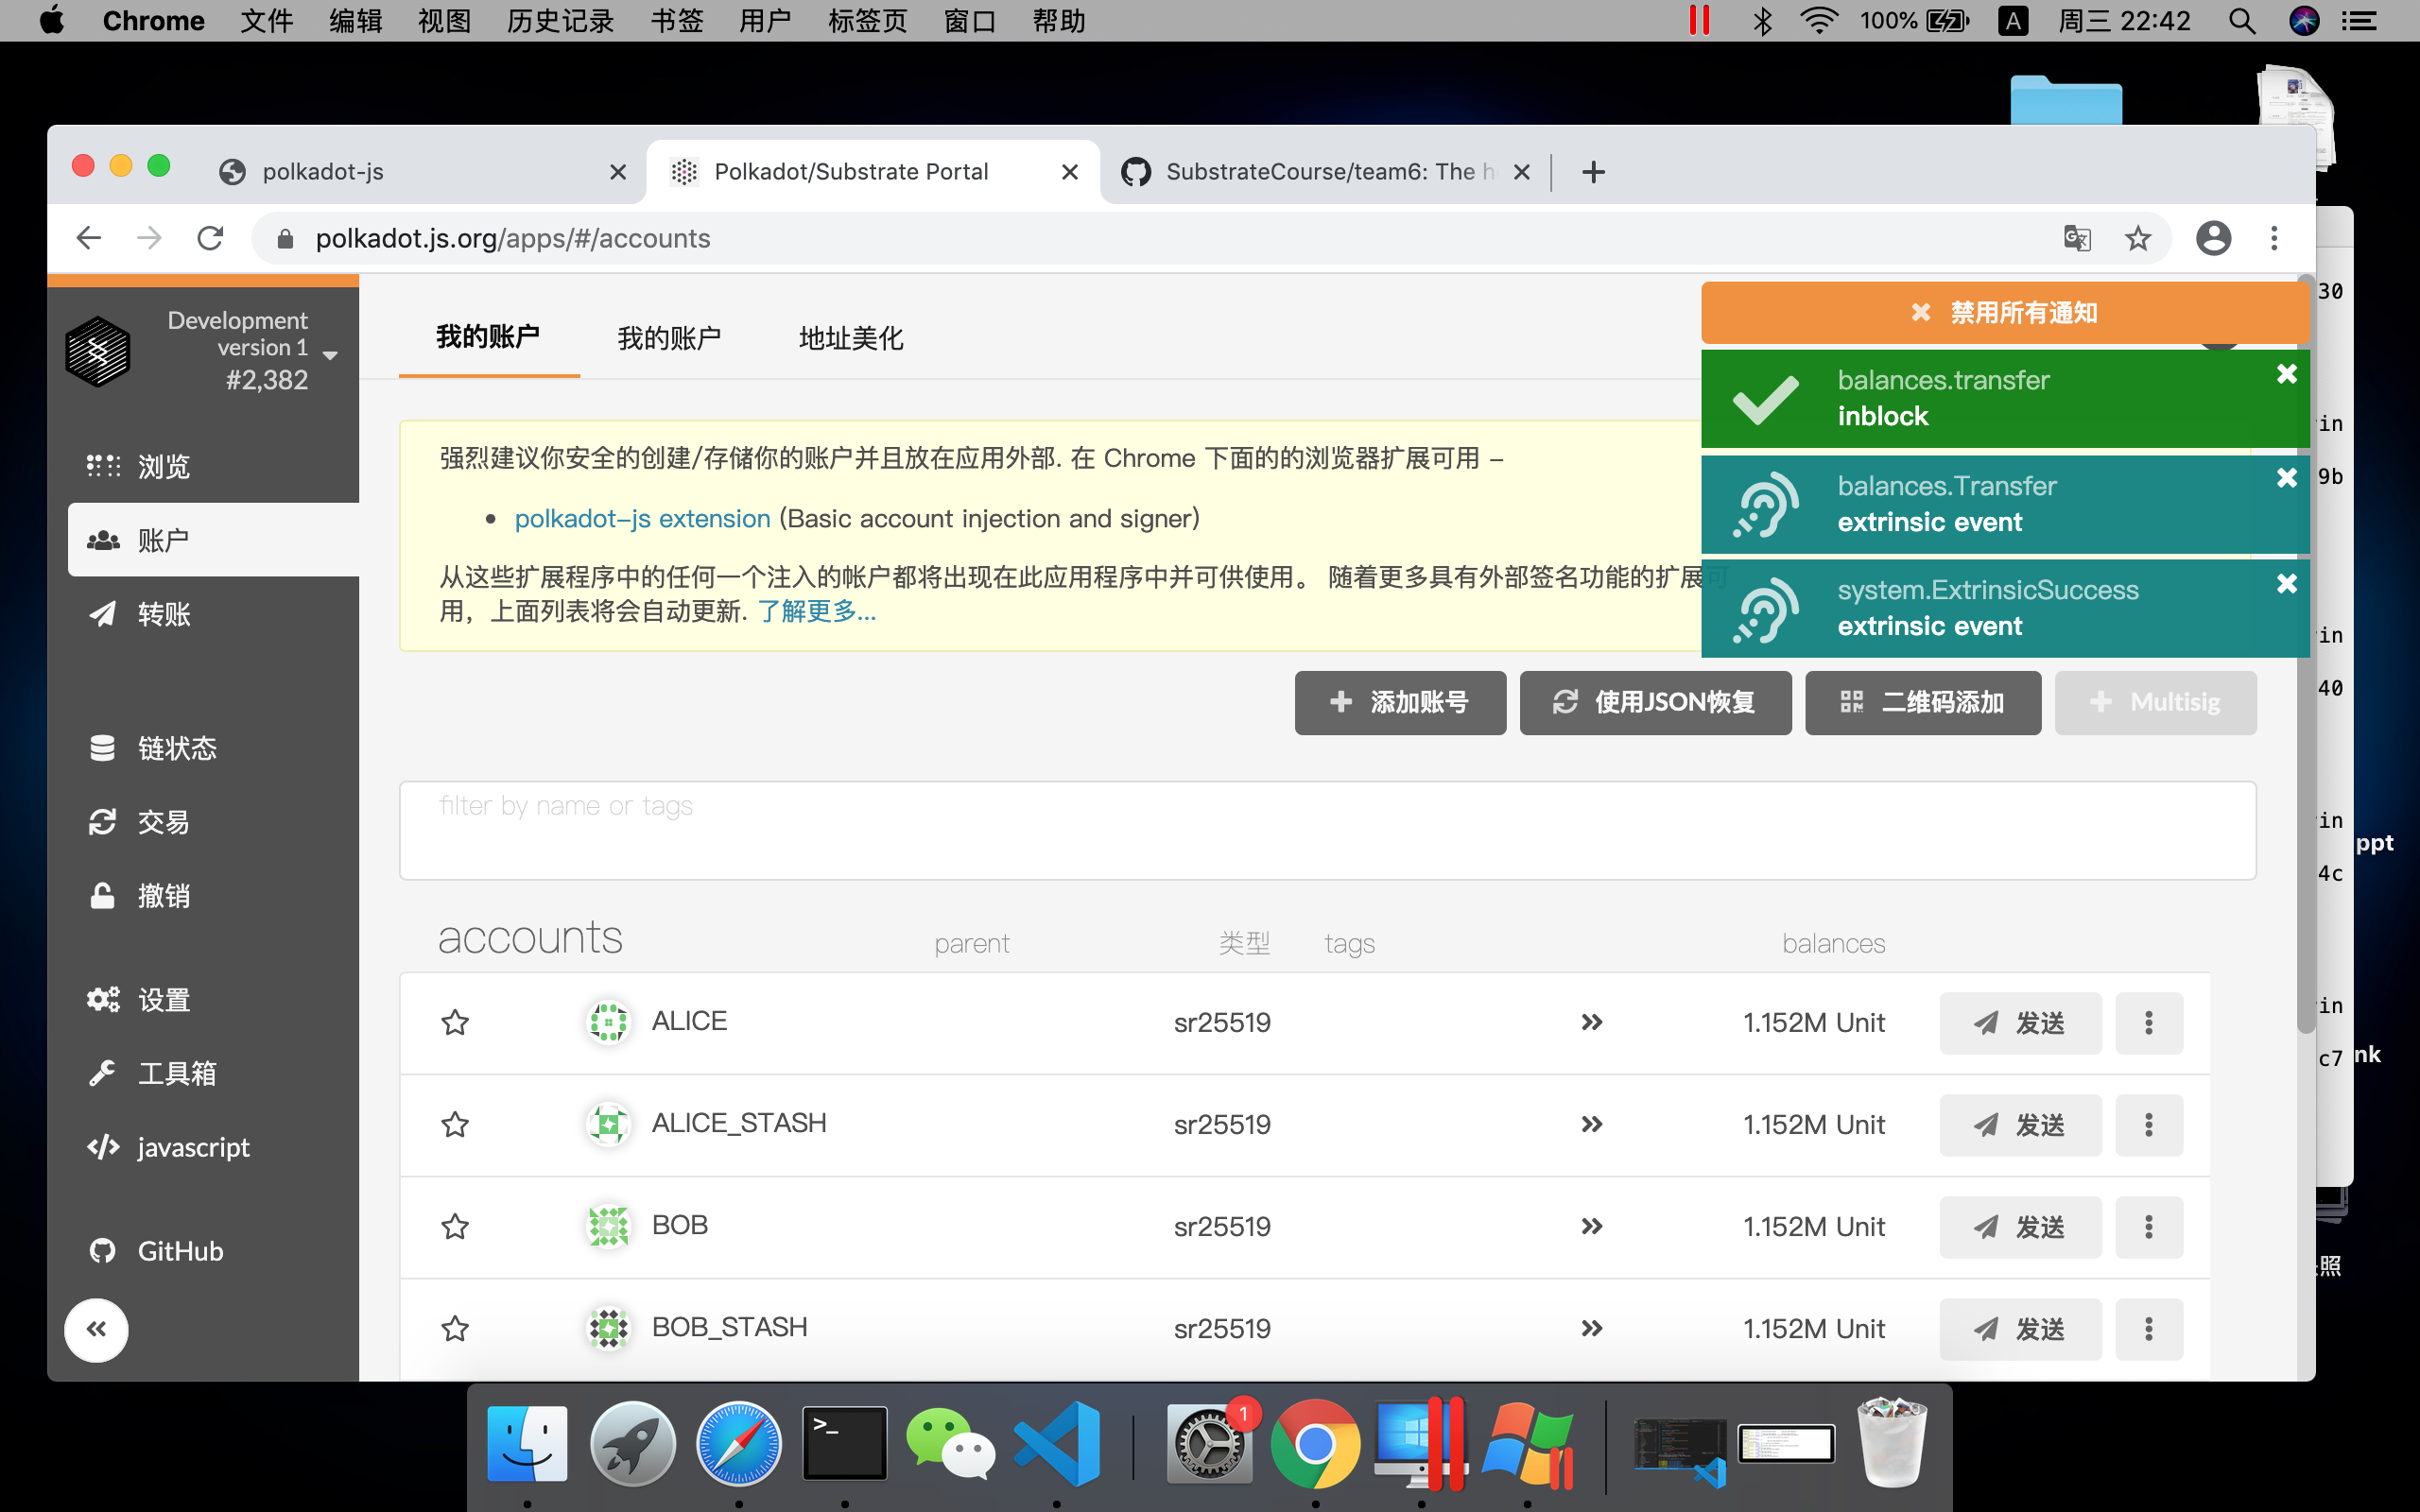 Chrome 文件 编辑 视图 历史记录 书签 用户 标签页 窗口 帮助 100% A 周三 22:42
polkadot-js
Polkadot/Substrate Portal
SubstrateCourse/team6: The h
polkadot.js.org/apps/#/accounts
Development
version 1
#2,382
浏览
账户
转账
链状态
交易
撤销
设置
工具箱
javascript
GitHub
我的账户 我的账户 地址美化
禁用所有通知
balances.transfer
inblock
balances.Transfer
extrinsic event
system.ExtrinsicSuccess
extrinsic event
强烈建议你安全的创建/存储你的账户并且放在应用外部. 在 Chrome 下面的的浏览器扩展可用 –
polkadot-js extension (Basic account injection and signer)
从这些扩展程序中的任何一个注入的帐户都将出现在此应用程序中并可供使用。 随着更多具有外部签名功能的扩展可
用，上面列表将会自动更新. 了解更多...
添加账号 使用JSON恢复 二维码添加 Multisig
filter by name or tags
accounts parent 类型 tags balances
ALICE sr25519 1.152M Unit 发送
ALICE_STASH sr25519 1.152M Unit 发送
BOB sr25519 1.152M Unit 发送
BOB_STASH sr25519 1.152M Unit 发送
30
in
9b
in
40
in
4c
in
c7
ppt
nk
照
1